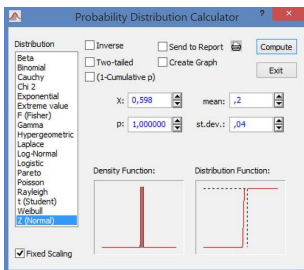 Probability Distribution Calculator ? ×
Distribution
Beta
Binomial
Cauchy
Chi 2
Exponential
Extreme value
F (Fisher)
Gamma
Hypergeometric
Laplace
Log-Normal
Logistic
Pareto
Poisson
Rayleigh
t (Student)
Weibull
Z (Normal)
Fixed Scaling
Inverse
Two-tailed
(1-Cumulative p)
Send to Report
Create Graph
Compute
Exit
X: 0,598 mean: ,2
p: 1,000000 st.dev.: ,04
Density Function: Distribution Function: